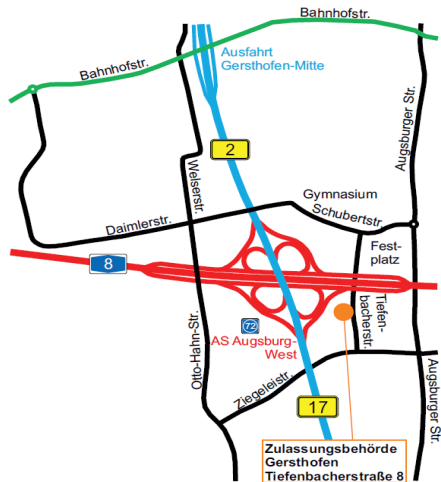 Bahnhofstr.
Bahnhofstr.
Ausfahrt
Gersthofen-Mitte
Augsburger Str.
2
Welserstr.
Gymnasium
Schubertstr.
Daimlerstr.
Fest-
platz
8
Tiefen-
bacherstr.
72
AS Augsburg-
West
Otto-Hahn-Str.
Ziegeleistr.
17
Augsburger Str.
Zulassungsbehörde
Gersthofen
Tiefenbacherstraße 8